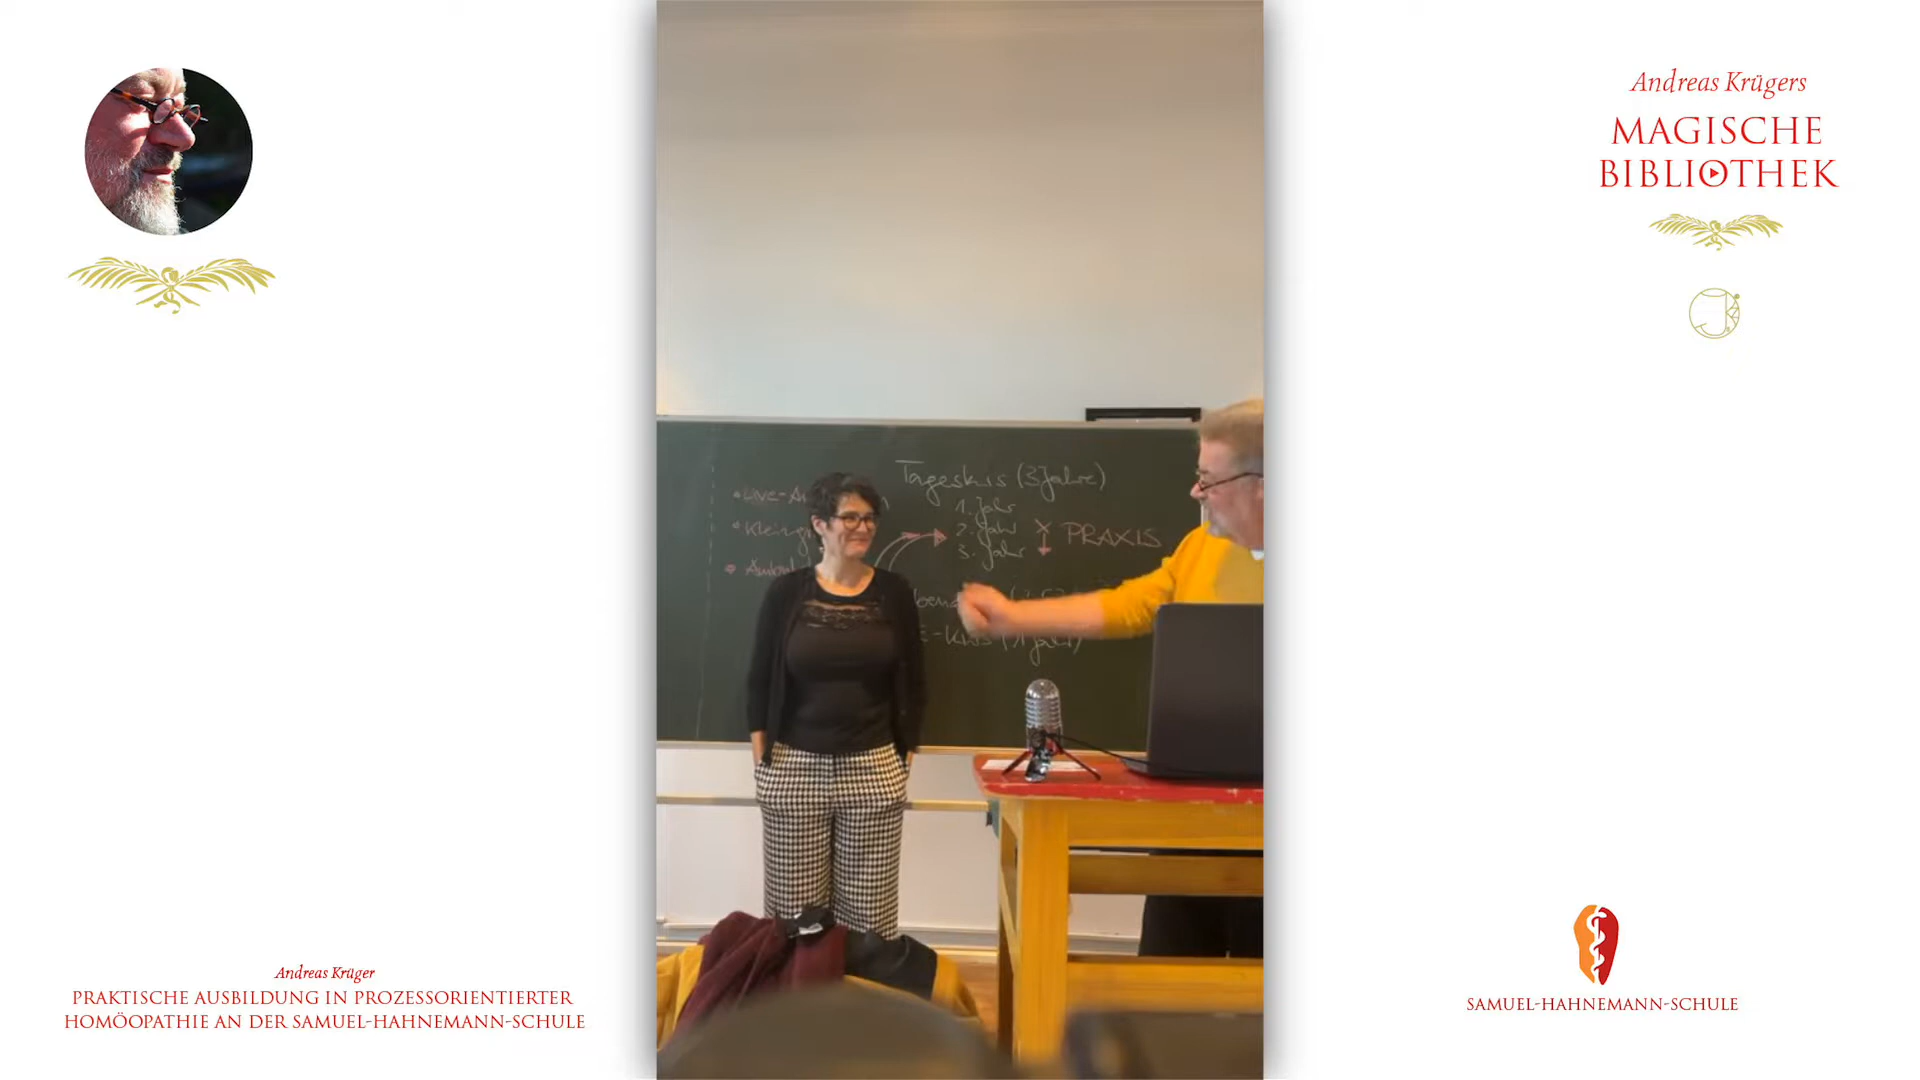 Andreas Krügers
MAGISCHE
BIBLIOTHEK
Tageskurs (3 Jahre)
1. Jahr
2. Jahr X PRAXIS
3. Jahr
Andreas Krüger
PRAKTISCHE AUSBILDUNG IN PROZESSORIENTIERTER
HOMÖOPATHIE AN DER SAMUEL-HAHNEMANN-SCHULE
SAMUEL-HAHNEMANN-SCHULE